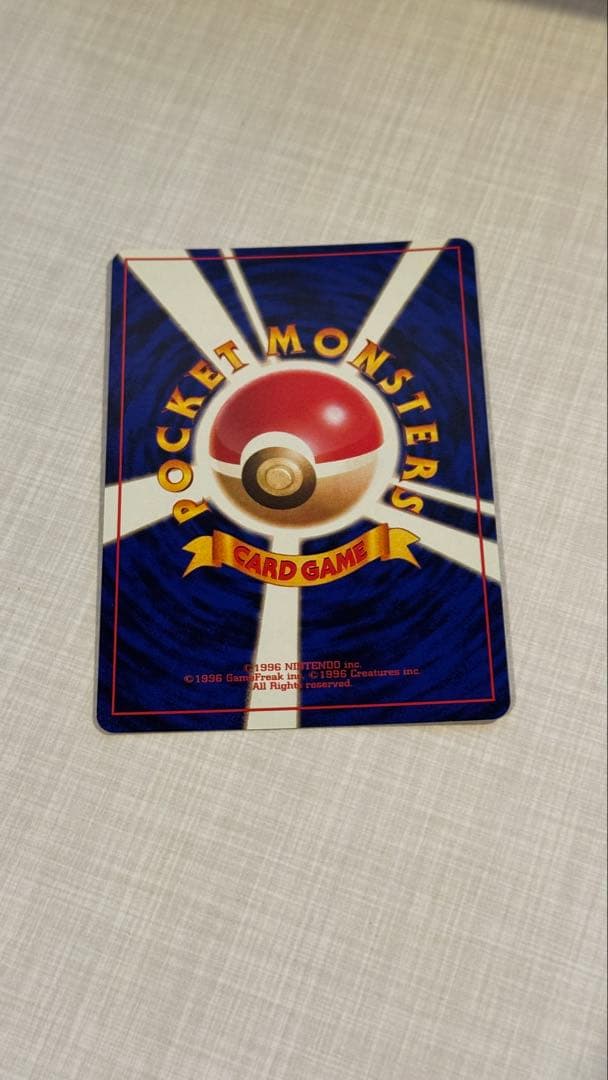 POCKET MONSTERS
CARD GAME
©1996 NINTENDO inc.
©1996 GameFreak inc. ©1996 Creatures inc.
All Rights reserved.